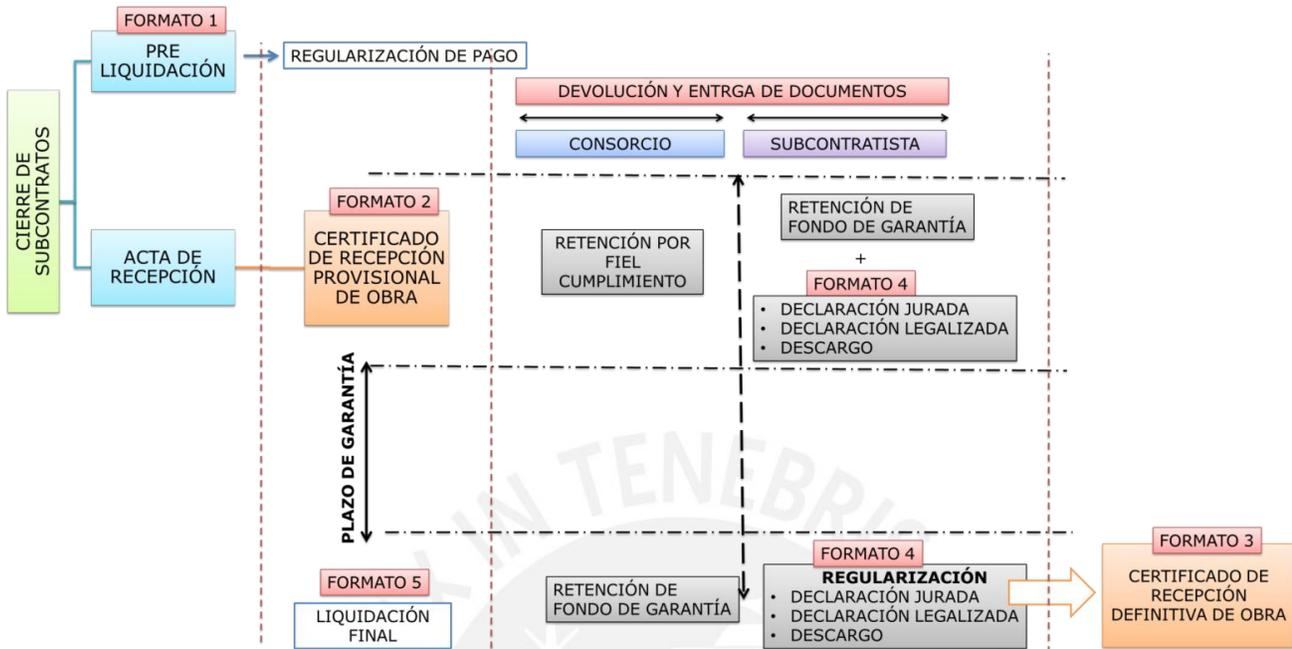 FORMATO 1
PRE
LIQUIDACIÓN
REGULARIZACIÓN DE PAGO
DEVOLUCIÓN Y ENTRGA DE DOCUMENTOS
CONSORCIO
SUBCONTRATISTA
CIERRE DE
SUBCONTRATOS
ACTA DE
RECEPCIÓN
FORMATO 2
CERTIFICADO
DE RECEPCIÓN
PROVISIONAL
DE OBRA
RETENCIÓN POR
FIEL
CUMPLIMIENTO
RETENCIÓN DE
FONDO DE GARANTÍA
+
FORMATO 4
• DECLARACIÓN JURADA
• DECLARACIÓN LEGALIZADA
• DESCARGO
PLAZO DE GARANTÍA
FORMATO 5
LIQUIDACIÓN
FINAL
RETENCIÓN DE
FONDO DE GARANTÍA
FORMATO 4
REGULARIZACIÓN
• DECLARACIÓN JURADA
• DECLARACIÓN LEGALIZADA
• DESCARGO
FORMATO 3
CERTIFICADO DE
RECEPCIÓN
DEFINITIVA DE OBRA
X IN TENEBRIS